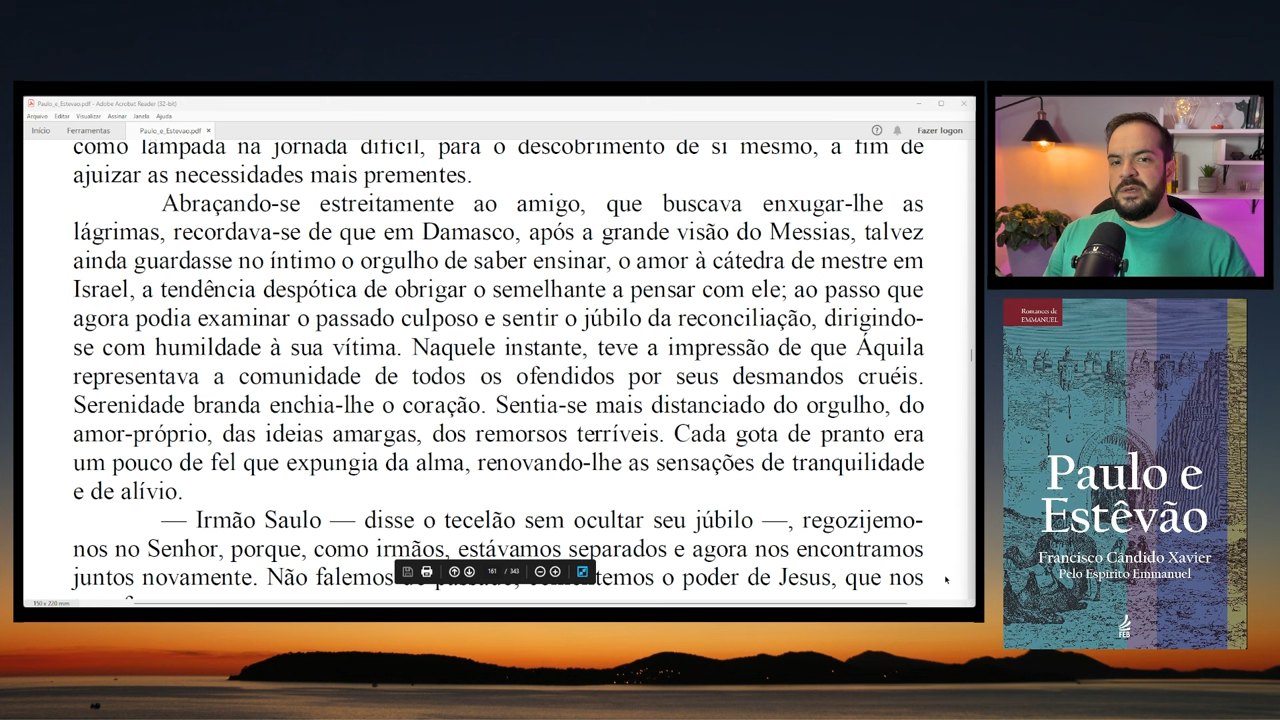 Paulo_e_Estevao.pdf - Adobe Acrobat Reader (32-bit)
Arquivo Editar Visualizar Assinar Janela Ajuda
Início Ferramentas Paulo_e_Estevao.pdf × Fazer logon
como lâmpada na jornada difícil, para o descobrimento de si mesmo, a fim de
ajuizar as necessidades mais prementes.
Abraçando-se estreitamente ao amigo, que buscava enxugar-lhe as
lágrimas, recordava-se de que em Damasco, após a grande visão do Messias, talvez
ainda guardasse no íntimo o orgulho de saber ensinar, o amor à cátedra de mestre em
Israel, a tendência despótica de obrigar o semelhante a pensar com ele; ao passo que
agora podia examinar o passado culposo e sentir o júbilo da reconciliação, dirigindo-
se com humildade à sua vítima. Naquele instante, teve a impressão de que Áquila
representava a comunidade de todos os ofendidos por seus desmandos cruéis.
Serenidade branda enchia-lhe o coração. Sentia-se mais distanciado do orgulho, do
amor-próprio, das ideias amargas, dos remorsos terríveis. Cada gota de pranto era
um pouco de fel que expungia da alma, renovando-lhe as sensações de tranquilidade
e de alívio.
— Irmão Saulo — disse o tecelão sem ocultar seu júbilo —, regozijemo-
nos no Senhor, porque, como irmãos, estávamos separados e agora nos encontramos
juntos novamente. Não falemos o poder de Jesus, que nos
161 / 343
150 x 220 mm
Romances de
EMMANUEL
Paulo e
Estêvão
Francisco Cândido Xavier
Pelo Espírito Emmanuel
FEB